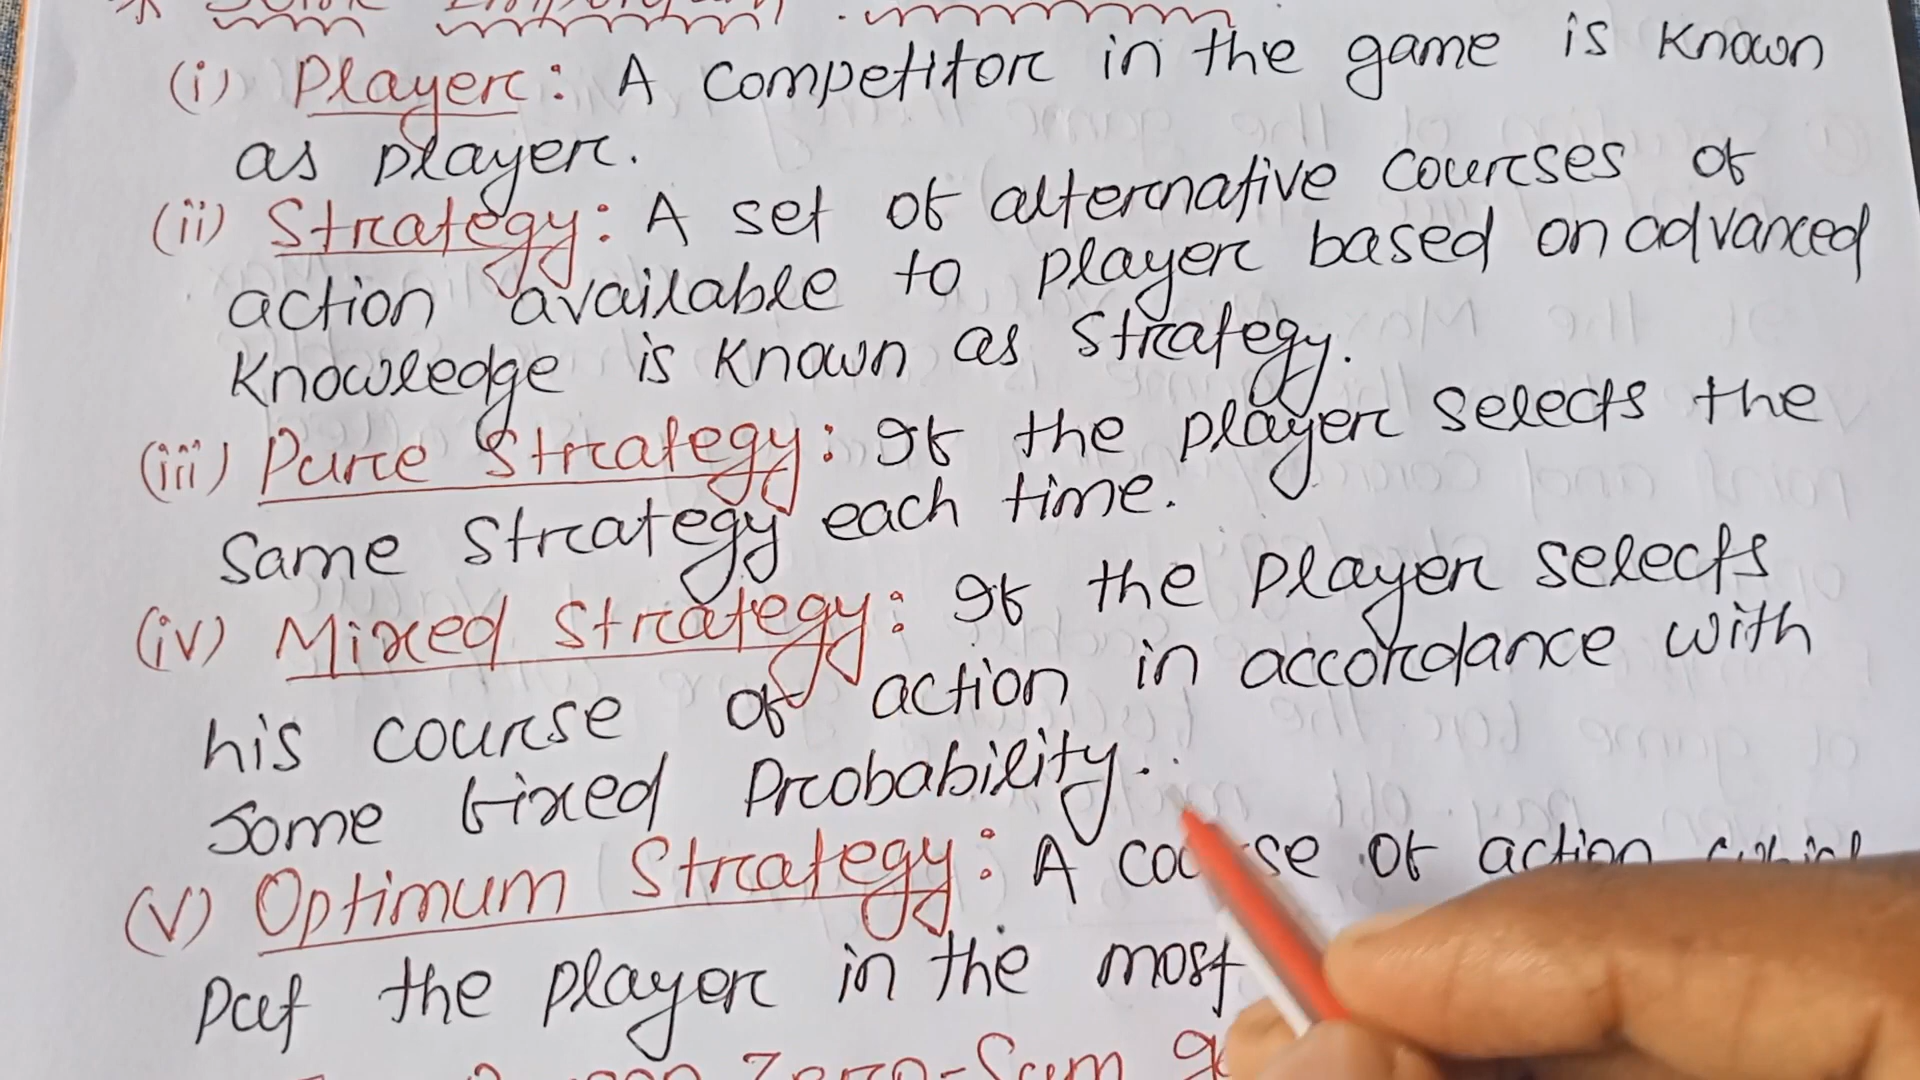 (i) Player: A competitor in the game is known
as player.
(ii) Strategy: A set of alternative courses of
action available to player based on advanced
Knowledge is known as strategy.
(iii) Pure Strategy: If the player selects the
same strategy each time.
(iv) Mixed Strategy: If the player selects
his course of action in accordance with
some fixed Probability.
(v) Optimum Strategy: A course of action
Put the player in the most
Zero-Sum